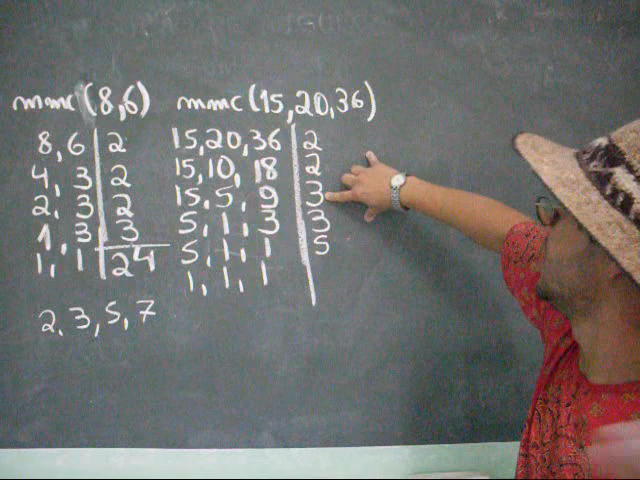 mmc(8,6) mmc(15,20,36)
8,6 2 15,20,36 2
4,3 2 15,10,18 2
2,3 2 15,5,9 3
1,3 3 5,1,3 3
1,1 24 5,1,1 5
1,1,1
2,3,5,7